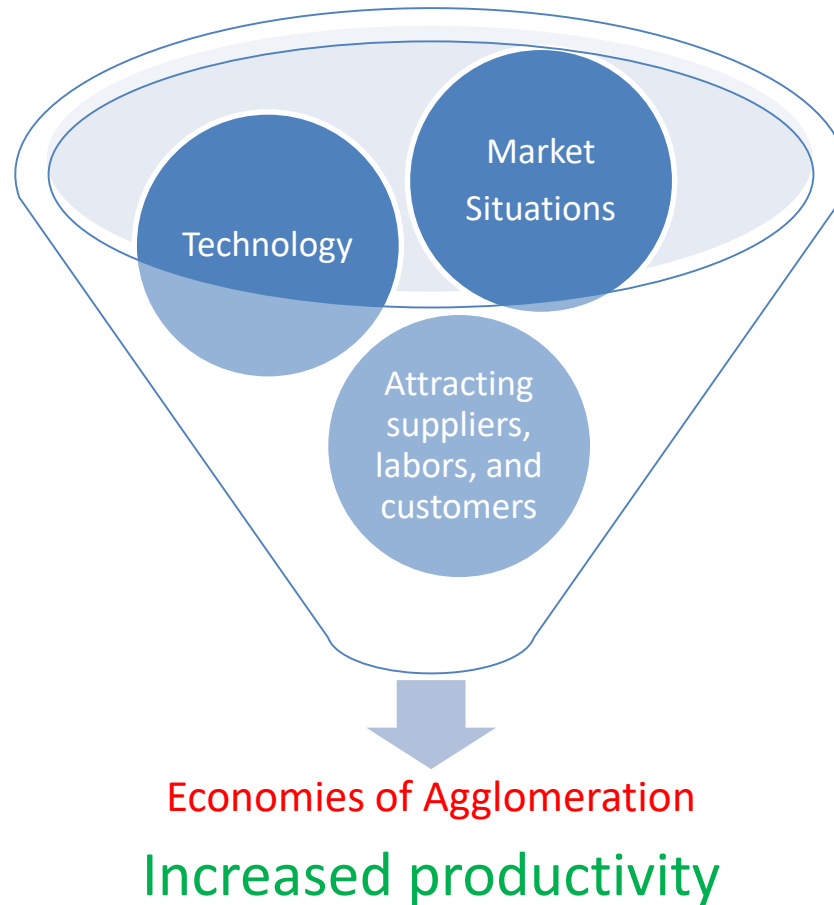 Market
Situations
Technology
Attracting
suppliers,
labors, and
customers
Economies of Agglomeration
Increased productivity